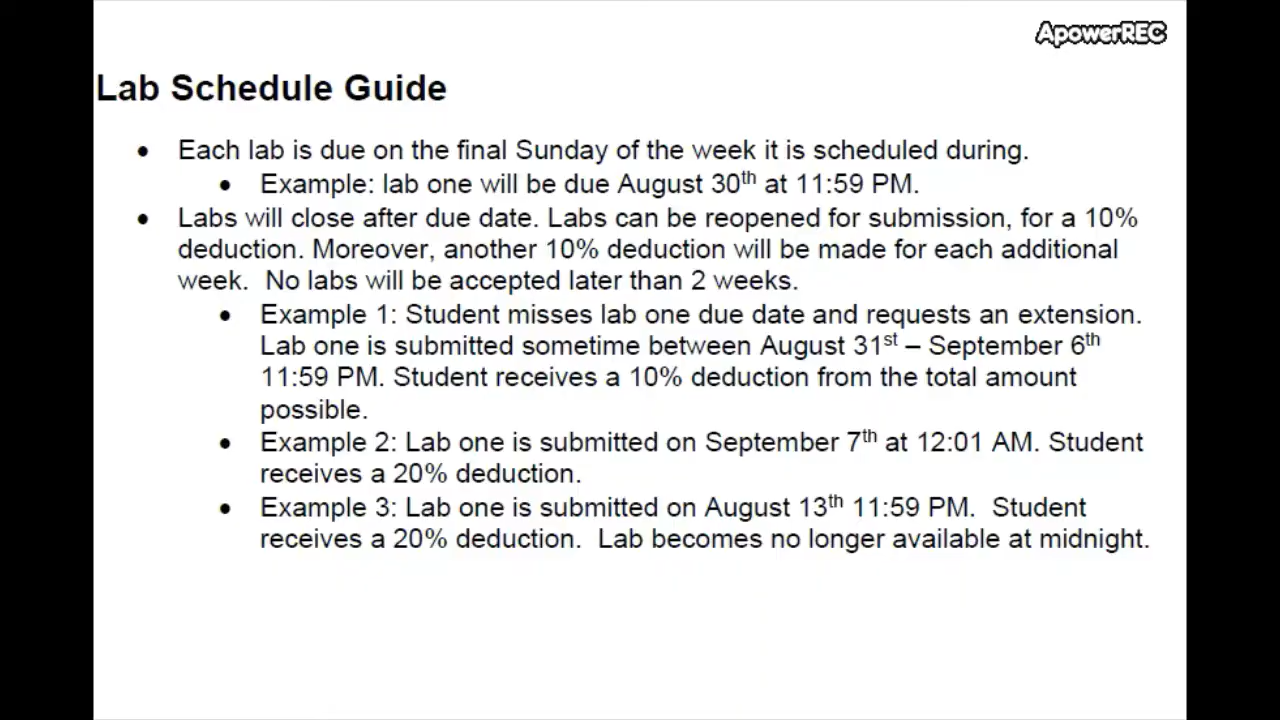 ApowerREC
Lab Schedule Guide
• Each lab is due on the final Sunday of the week it is scheduled during.
• Example: lab one will be due August 30th at 11:59 PM.
• Labs will close after due date. Labs can be reopened for submission, for a 10%
deduction. Moreover, another 10% deduction will be made for each additional
week.  No labs will be accepted later than 2 weeks.
• Example 1: Student misses lab one due date and requests an extension.
Lab one is submitted sometime between August 31st – September 6th
11:59 PM. Student receives a 10% deduction from the total amount
possible.
• Example 2: Lab one is submitted on September 7th at 12:01 AM. Student
receives a 20% deduction.
• Example 3: Lab one is submitted on August 13th 11:59 PM.  Student
receives a 20% deduction.  Lab becomes no longer available at midnight.